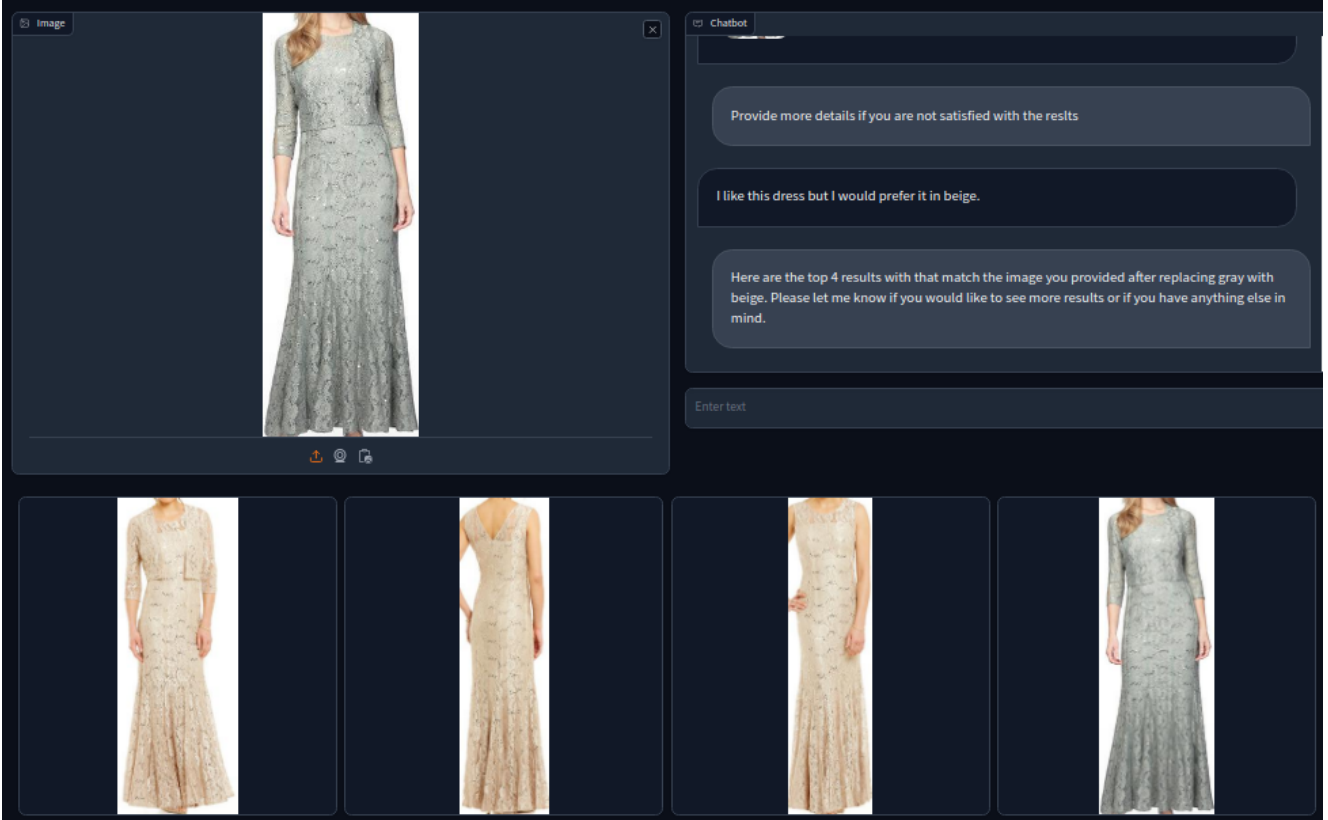 Image
Chatbot
Provide more details if you are not satisfied with the reslts
I like this dress but I would prefer it in beige.
Here are the top 4 results with that match the image you provided after replacing gray with
beige. Please let me know if you would like to see more results or if you have anything else in
mind.
Enter text